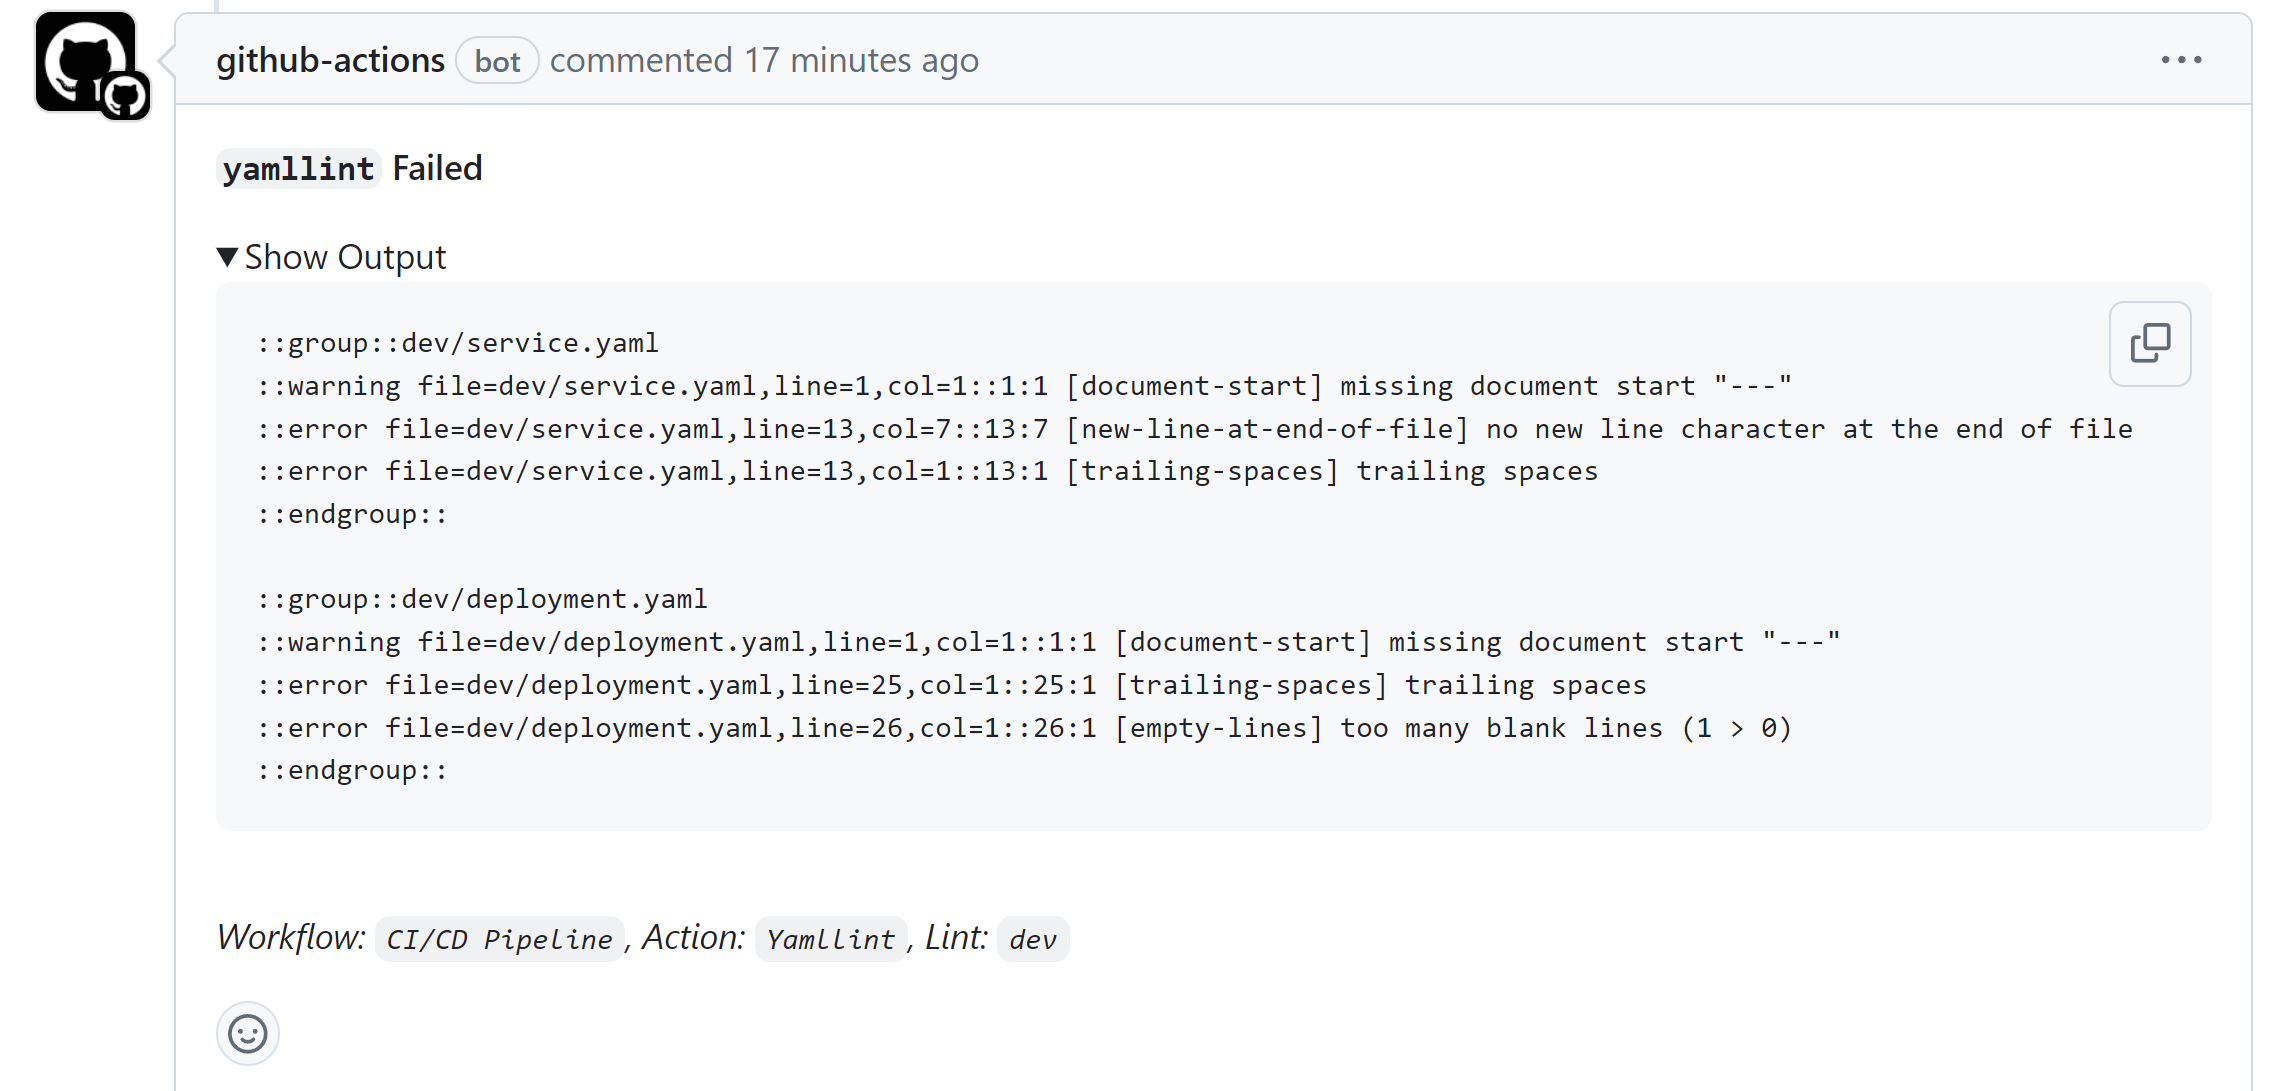 github-actions bot commented 17 minutes ago
yamllint Failed
Show Output
::group::dev/service.yaml
::warning file=dev/service.yaml,line=1,col=1::1:1 [document-start] missing document start "---"
::error file=dev/service.yaml,line=13,col=7::13:7 [new-line-at-end-of-file] no new line character at the end of file
::error file=dev/service.yaml,line=13,col=1::13:1 [trailing-spaces] trailing spaces
::endgroup::
::group::dev/deployment.yaml
::warning file=dev/deployment.yaml,line=1,col=1::1:1 [document-start] missing document start "---"
::error file=dev/deployment.yaml,line=25,col=1::25:1 [trailing-spaces] trailing spaces
::error file=dev/deployment.yaml,line=26,col=1::26:1 [empty-lines] too many blank lines (1 > 0)
::endgroup::
Workflow: CI/CD Pipeline, Action: Yamllint, Lint: dev